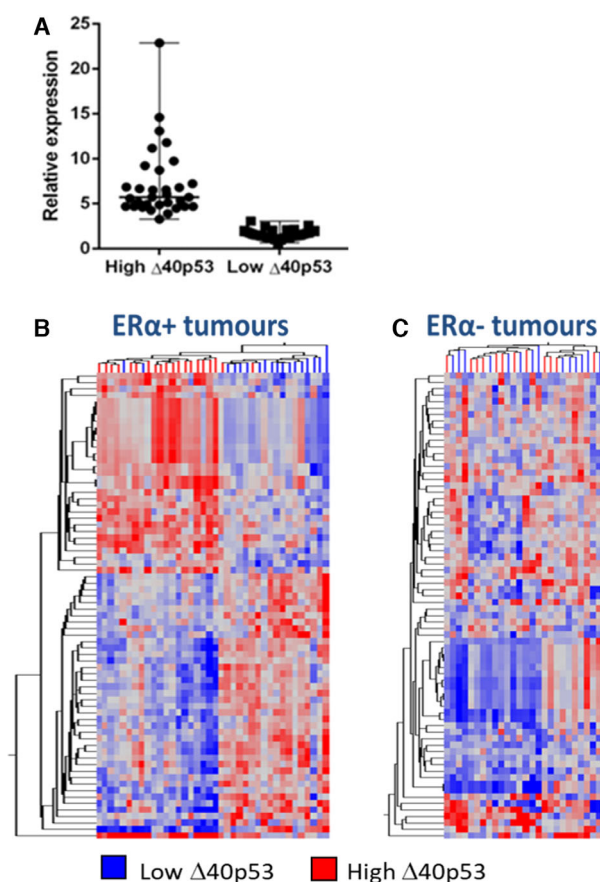 A
25
20
15
10
5
0
Relative expression
High Δ40p53 Low Δ40p53
B ERα+ tumours
C ERα- tumours
Low Δ40p53 High Δ40p53